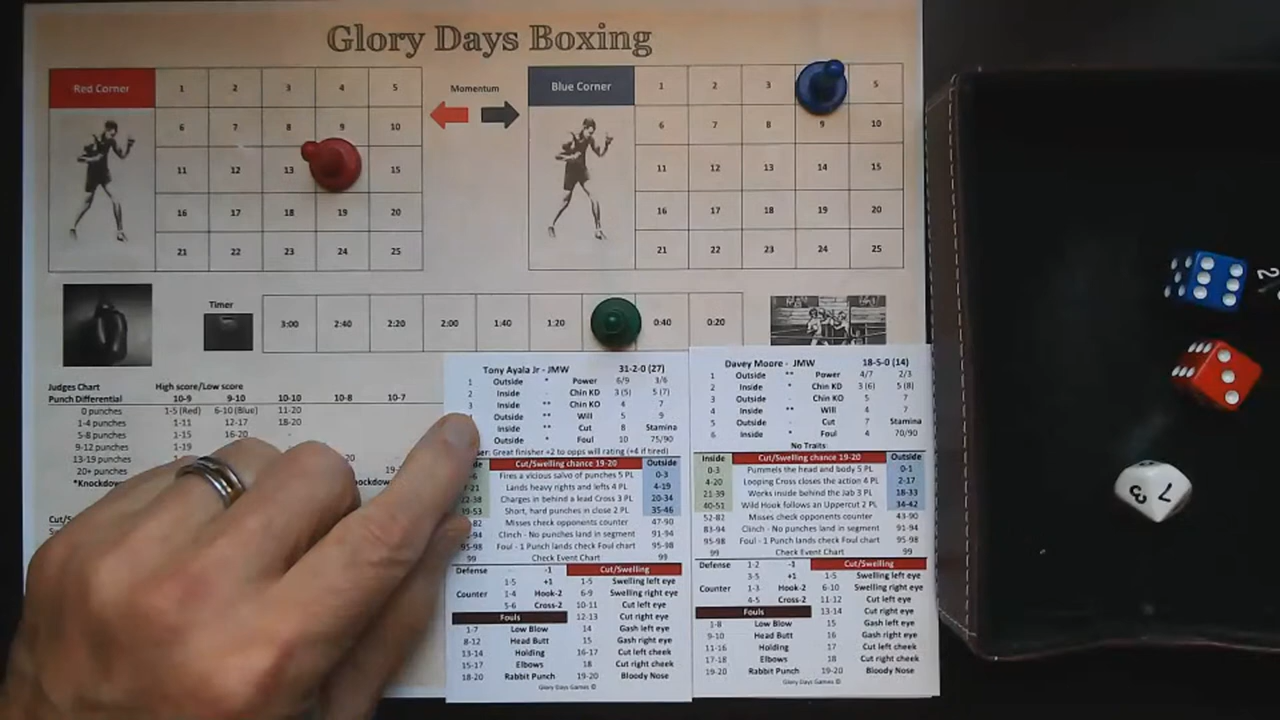 Glory Days Boxing
Red Corner 1 2 3 4 5
6 7 8 9 10
11 12 13 15
16 17 18 19 20
21 22 23 24 25
Momentum
Blue Corner 1 2 3 5
6 7 8 9 10
11 12 13 14 15
16 17 18 19 20
21 22 23 24 25
Timer
3:00 2:40 2:20 2:00 1:40 1:20 0:40 0:20
Judges Chart High score/Low score
Punch Differential 10-9 9-10 10-9 10-8 10-7
0 punches 1-5 (Red) 6-10 (Blue) 11-20
1-4 punches 1-11 12-17 18-20
5-8 punches 1-15 16-20
9-12 punches 1-19
13-19 punches
20+ punches
*Knockdow
Tony Ayala Jr - JMW 31-2-0 (27)
1 Outside * Power 6/9 3/6
2 Inside - Chin KD 3 (5) 5 (7)
3 Inside ** Chin KO 4 7
Outside ** Will 5 9
Inside ** Cut 8 Stamina
Outside * Foul 10 75/90
ser: Great finisher +2 to opps will rating (+4 if tired)
Cut/Swelling chance 19-20 Outside
Fires a vicious salvo of punches 5 PL 0-3
-21 Lands heavy rights and lefts 4 PL 4-19
22-38 Charges in behind a lead Cross 3 PL 20-34
39-53 Short, hard punches in close 2 PL 35-46
-82 Misses check opponents counter 47-90
Clinch - No punches land in segment 91-94
95-98 Foul - 1 Punch lands check Foul chart 95-98
99 Check Event Chart 99
Defense - -1 Cut/Swelling
1-5 +1 1-5 Swelling left eye
Counter 1-4 Hook-2 6-9 Swelling right eye
5-6 Cross-2 10-11 Cut left eye
Fouls 12-13 Cut right eye
1-7 Low Blow 14 Gash left eye
8-12 Head Butt 15 Gash right eye
13-14 Holding 16-17 Cut left cheek
15-17 Elbows 18 Cut right cheek
18-20 Rabbit Punch 19-20 Bloody Nose
Glory Days Games ©
Davey Moore - JMW 18-5-0 (14)
1 Outside ** Power 4/7 2/3
2 Inside * Chin KD 3 (6) 5 (8)
3 Outside - Chin KO 5 7
4 Inside ** Will 4 7
5 Outside - Cut 7 Stamina
6 Inside * Foul 4 70/90
No Traits
Inside Cut/Swelling chance 19-20 Outside
0-3 Pummels the head and body 5 PL 0-1
4-20 Looping Cross closes the action 4 PL 2-17
21-39 Works inside behind the Jab 3 PL 18-33
40-51 Wild Hook follows an Uppercut 2 PL 34-42
52-82 Misses check opponents counter 43-90
83-94 Clinch - No punches land in segment 91-94
95-98 Foul - 1 Punch lands check Foul chart 95-98
99 Check Event Chart 99
Defense 1-2 -1 Cut/Swelling
3-5 +1 1-5 Swelling left eye
Counter 1-3 Hook-2 6-10 Swelling right eye
4-5 Cross-2 11-12 Cut left eye
Fouls 13-14 Cut right eye
1-8 Low Blow 15 Gash left eye
9-10 Head Butt 16 Gash right eye
11-16 Holding 17 Cut left cheek
17-18 Elbows 18 Cut right cheek
19-20 Rabbit Punch 19-20 Bloody Nose
Glory Days Games ©
7
3